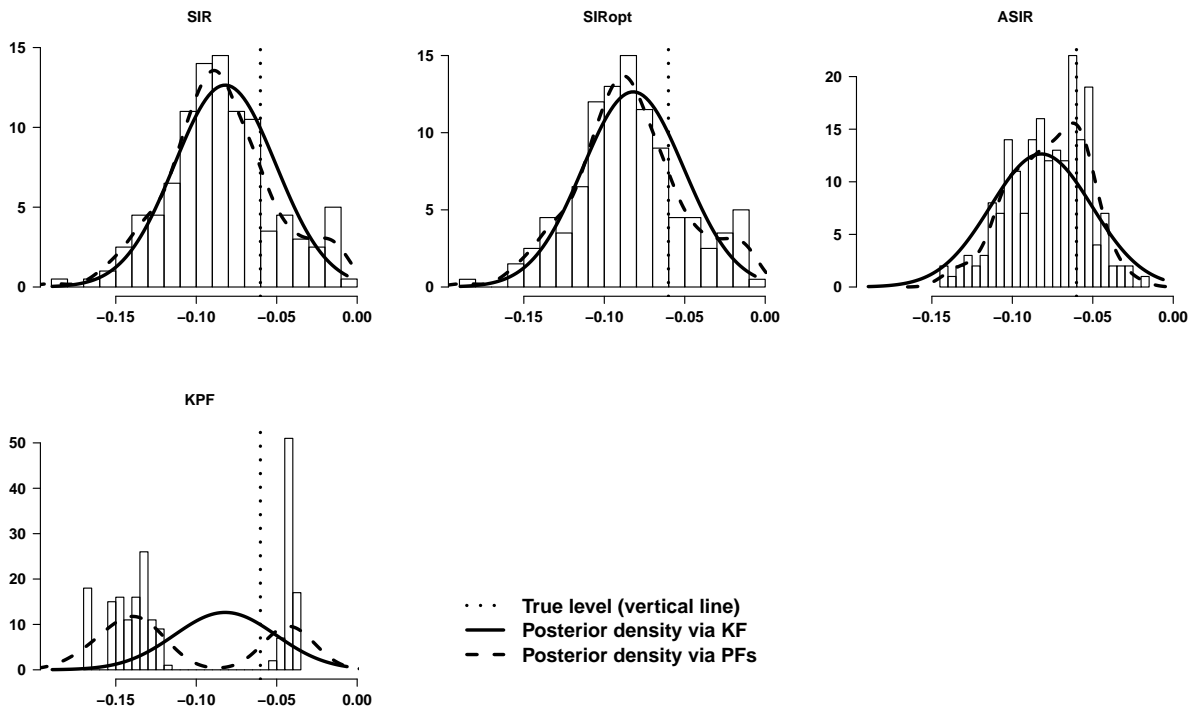 SIR
SIRopt
ASIR
15
10
5
0
−0.15 −0.10 −0.05 0.00
15
10
5
0
−0.15 −0.10 −0.05 0.00
20
15
10
5
0
−0.15 −0.10 −0.05 0.00
KPF
50
40
30
20
10
0
−0.15 −0.10 −0.05 0.00
True level (vertical line)
Posterior density via KF
Posterior density via PFs